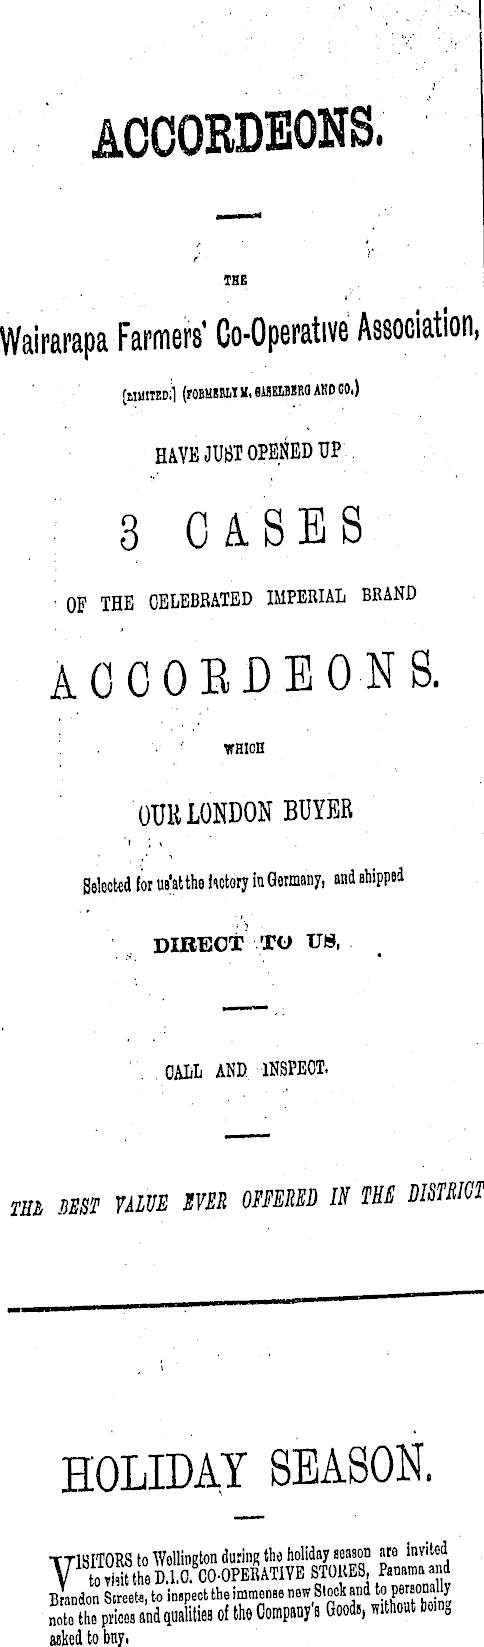 ACCORDEONS.
THE
Wairarapa Farmers' Co-Operative Association,
[LIMITED.] (FORMERLY M. CASELBERG AND CO.)
HAVE JUST OPENED UP
3 CASES
OF THE CELEBRATED IMPERIAL BRAND
ACCORDEONS.
WHICH
OUR LONDON BUYER
Selected for us at the factory in Germany, and shipped
DIRECT TO US,
CALL AND INSPECT.
THE BEST VALUE EVER OFFERED IN THE DISTRICT
HOLIDAY SEASON.
VISITORS to Wellington during the holiday season are invited
to visit the D.I.C. CO-OPERATIVE STORES, Panama and
Brandon Streets, to inspect the immense new Stock and to personally
note the prices and qualities of the Company's Goods, without being
asked to buy.